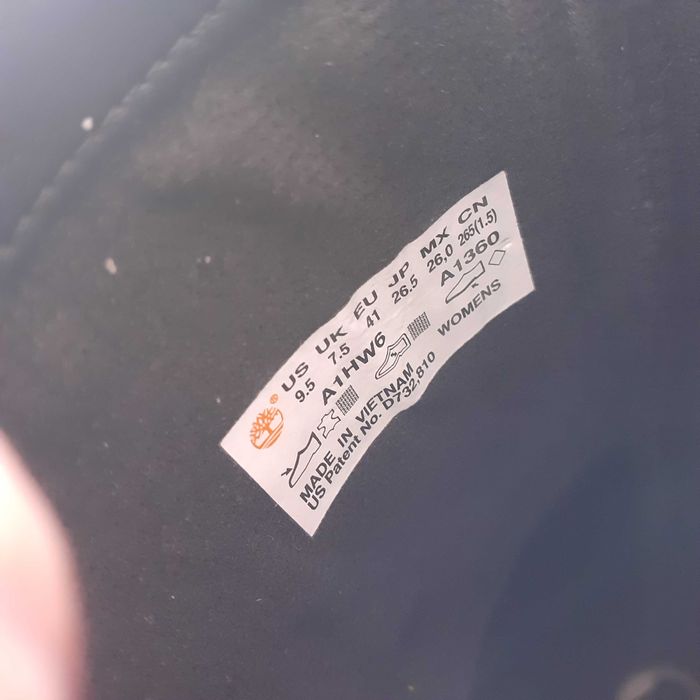 ® US UK EU JP MX CN
9.5 7.5 41 26.5 26,0 265(1.5)
A1HW6 A1360
MADE IN VIETNAM
US Patent No. D732,810 WOMENS